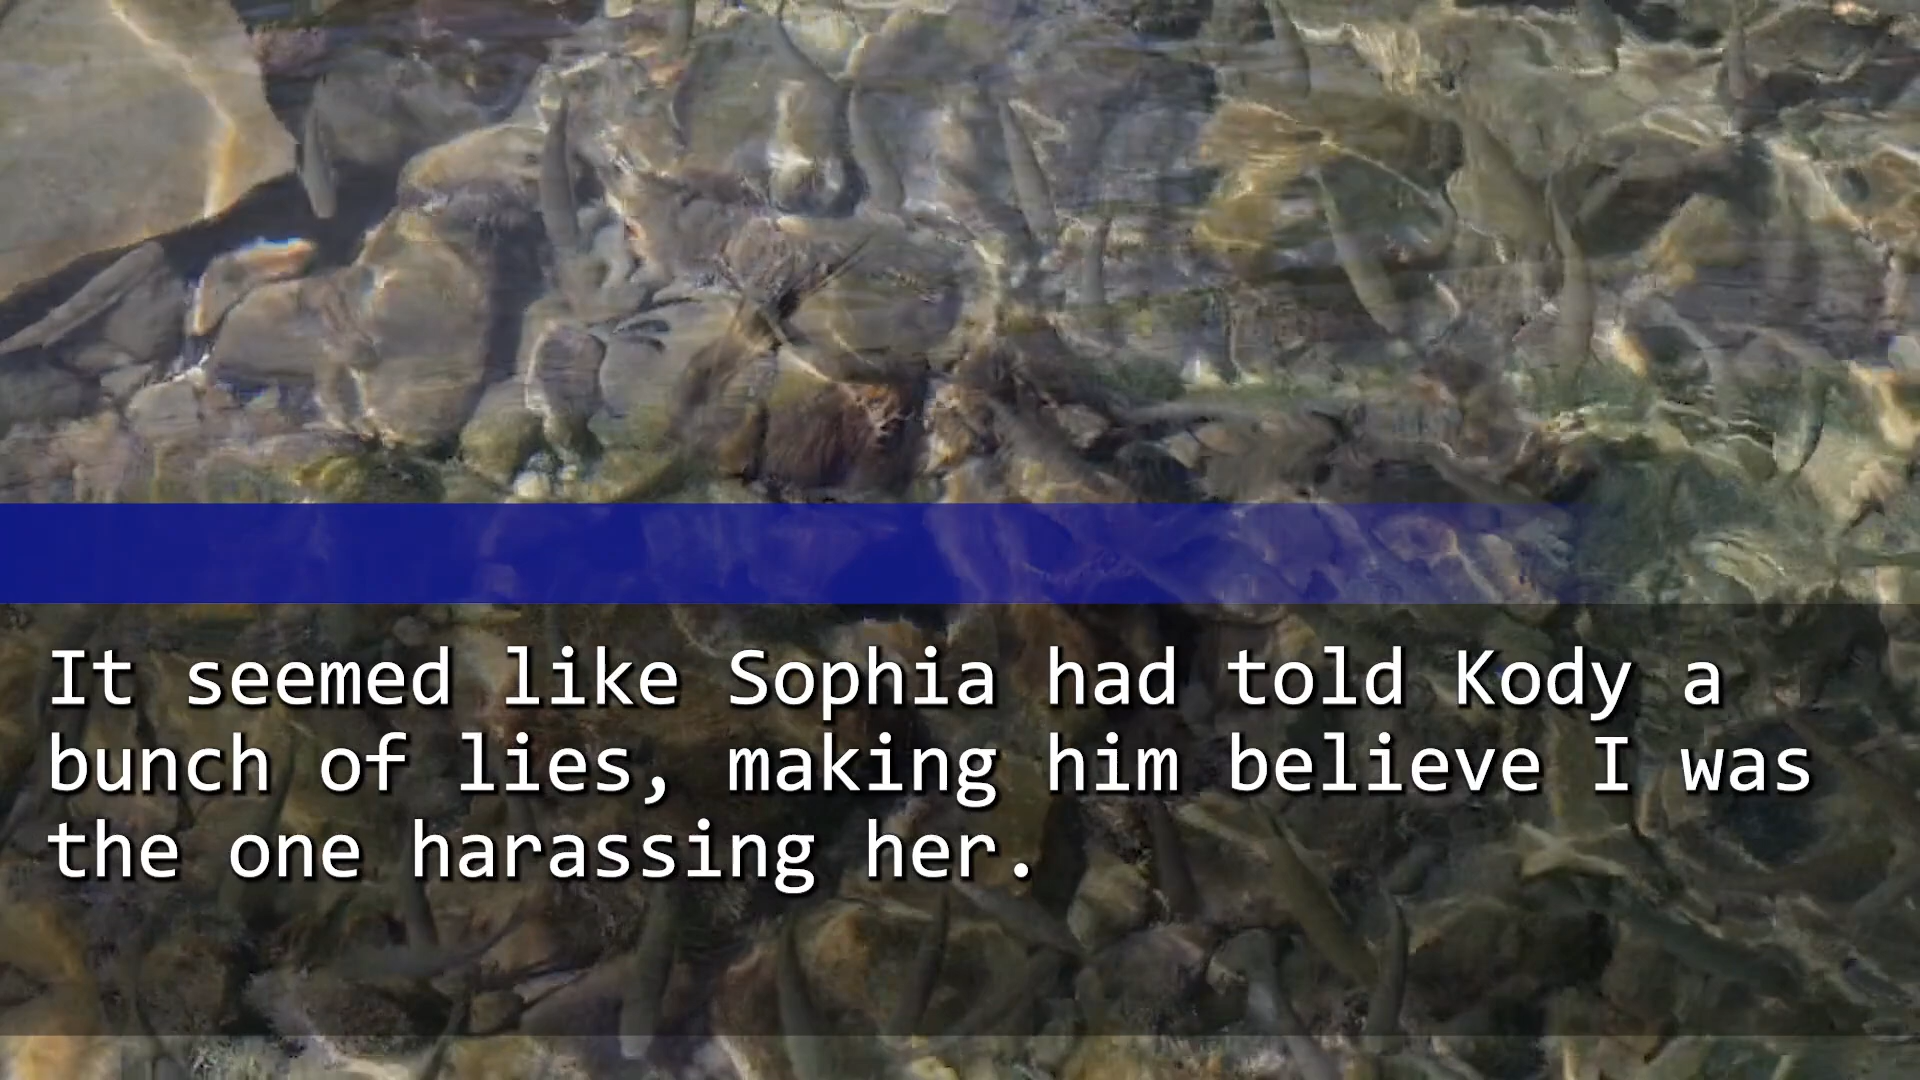 It seemed like Sophia had told Kody a
bunch of lies, making him believe I was
the one harassing her.